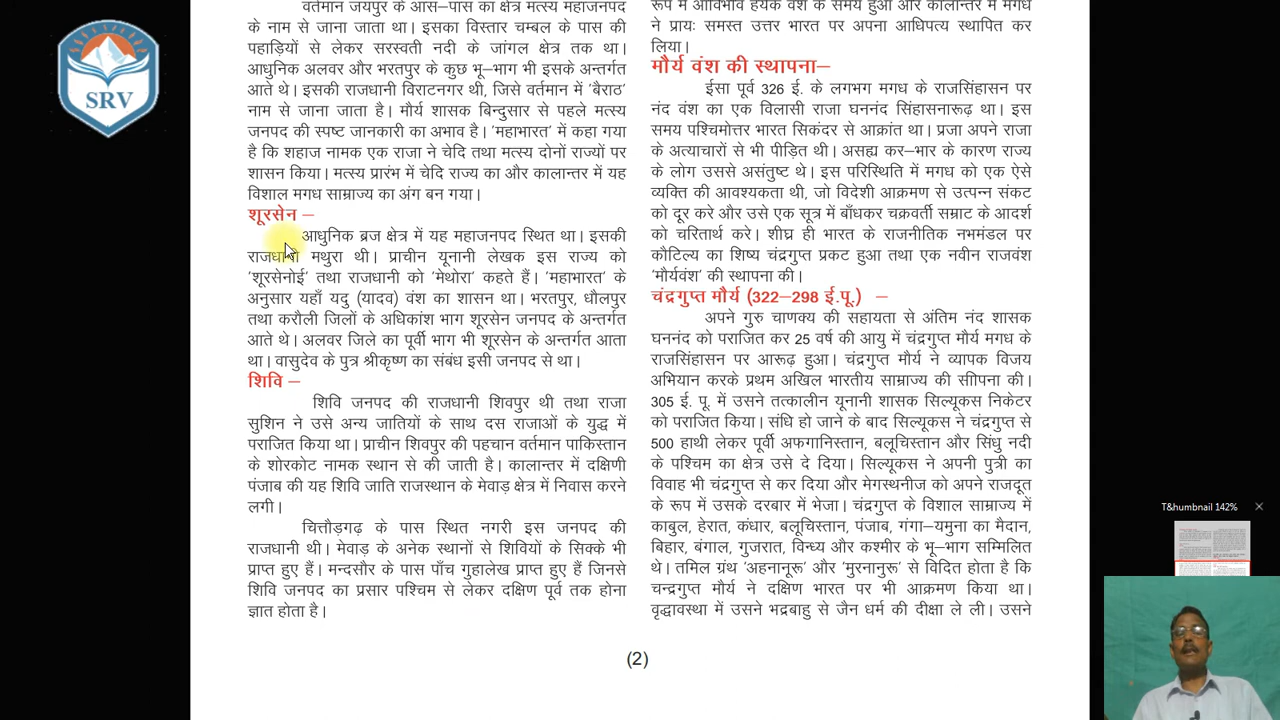 SRV
वर्तमान जयपुर के आस–पास का क्षेत्र मत्स्य महाजनपद
के नाम से जाना जाता था। इसका विस्तार चम्बल के पास की
पहाड़ियों से लेकर सरस्वती नदी के जांगल क्षेत्र तक था।
आधुनिक अलवर और भरतपुर के कुछ भू–भाग भी इसके अन्तर्गत
आते थे। इसकी राजधानी विराटनगर थी, जिसे वर्तमान में 'बैराठ'
नाम से जाना जाता है। मौर्य शासक बिन्दुसार से पहले मत्स्य
जनपद की स्पष्ट जानकारी का अभाव है। 'महाभारत' में कहा गया
है कि शहाज नामक एक राजा ने चेदि तथा मत्स्य दोनों राज्यों पर
शासन किया। मत्स्य प्रारंभ में चेदि राज्य का और कालान्तर में यह
विशाल मगध साम्राज्य का अंग बन गया।
शूरसेन –
आधुनिक ब्रज क्षेत्र में यह महाजनपद स्थित था। इसकी
राजधानी मथुरा थी। प्राचीन यूनानी लेखक इस राज्य को
'शूरसेनोई' तथा राजधानी को 'मेथोरा' कहते हैं। 'महाभारत' के
अनुसार यहाँ यदु (यादव) वंश का शासन था। भरतपुर, धौलपुर
तथा करौली जिलों के अधिकांश भाग शूरसेन जनपद के अन्तर्गत
आते थे। अलवर जिले का पूर्वी भाग भी शूरसेन के अन्तर्गत आता
था। वासुदेव के पुत्र श्रीकृष्ण का संबंध इसी जनपद से था।
शिवि –
शिवि जनपद की राजधानी शिवपुर थी तथा राजा
सुशिन ने उसे अन्य जातियों के साथ दस राजाओं के युद्ध में
पराजित किया था। प्राचीन शिवपुर की पहचान वर्तमान पाकिस्तान
के शोरकोट नामक स्थान से की जाती है। कालान्तर में दक्षिणी
पंजाब की यह शिवि जाति राजस्थान के मेवाड़ क्षेत्र में निवास करने
लगी।
चित्तौड़गढ़ के पास स्थित नगरी इस जनपद की
राजधानी थी। मेवाड़ के अनेक स्थानों से शिवियों के सिक्के भी
प्राप्त हुए हैं। मन्दसौर के पास पांच गुहालेख प्राप्त हुए हैं जिनसे
शिवि जनपद का प्रसार पश्चिम से लेकर दक्षिण पूर्व तक होना
ज्ञात होता है।
रूप में आविर्भाव हर्यक वंश के समय हुआ और कालान्तर में मगध
ने प्रायः समस्त उत्तर भारत पर अपना आधिपत्य स्थापित कर
लिया।
मौर्य वंश की स्थापना–
ईसा पूर्व 326 ई. के लगभग मगध के राजसिंहासन पर
नंद वंश का एक विलासी राजा घननंद सिंहासनारूढ़ था। इस
समय पश्चिमोत्तर भारत सिकंदर से आक्रांत था। प्रजा अपने राजा
के अत्याचारों से भी पीड़ित थी। असह्य कर–भार के कारण राज्य
के लोग उससे असंतुष्ट थे। इस परिस्थिति में मगध को एक ऐसे
व्यक्ति की आवश्यकता थी, जो विदेशी आक्रमण से उत्पन्न संकट
को दूर करे और उसे एक सूत्र में बाँधकर चक्रवर्ती सम्राट के आदर्श
को चरितार्थ करे। शीघ्र ही भारत के राजनीतिक नभमंडल पर
कौटिल्य का शिष्य चंद्रगुप्त प्रकट हुआ तथा एक नवीन राजवंश
'मौर्यवंश' की स्थापना की।
चंद्रगुप्त मौर्य (322–298 ई.पू.) –
अपने गुरु चाणक्य की सहायता से अंतिम नंद शासक
घननंद को पराजित कर 25 वर्ष की आयु में चंद्रगुप्त मौर्य मगध के
राजसिंहासन पर आरूढ़ हुआ। चंद्रगुप्त मौर्य ने व्यापक विजय
अभियान करके प्रथम अखिल भारतीय साम्राज्य की साीपना की।
305 ई. पू. में उसने तत्कालीन यूनानी शासक सिल्यूकस निकेटर
को पराजित किया। संधि हो जाने के बाद सिल्यूकस ने चंद्रगुप्त से
500 हाथी लेकर पूर्वी अफगानिस्तान, बलूचिस्तान और सिंधु नदी
के पश्चिम का क्षेत्र उसे दे दिया। सिल्यूकस ने अपनी पुत्री का
विवाह भी चंद्रगुप्त से कर दिया और मेगस्थनीज को अपने राजदूत
के रूप में उसके दरबार में भेजा। चंद्रगुप्त के विशाल साम्राज्य में
काबुल, हेरात, कंधार, बलूचिस्तान, पंजाब, गंगा–यमुना का मैदान,
बिहार, बंगाल, गुजरात, विन्ध्य और कश्मीर के भू–भाग सम्मिलित
थे। तमिल ग्रंथ 'अहनानूरू' और 'मुरनानुरू' से विदित होता है कि
चन्द्रगुप्त मौर्य ने दक्षिण भारत पर भी आक्रमण किया था।
वृद्धावस्था में उसने भद्रबाहु से जैन धर्म की दीक्षा ले ली। उसने
(2)
T&humbnail 142%